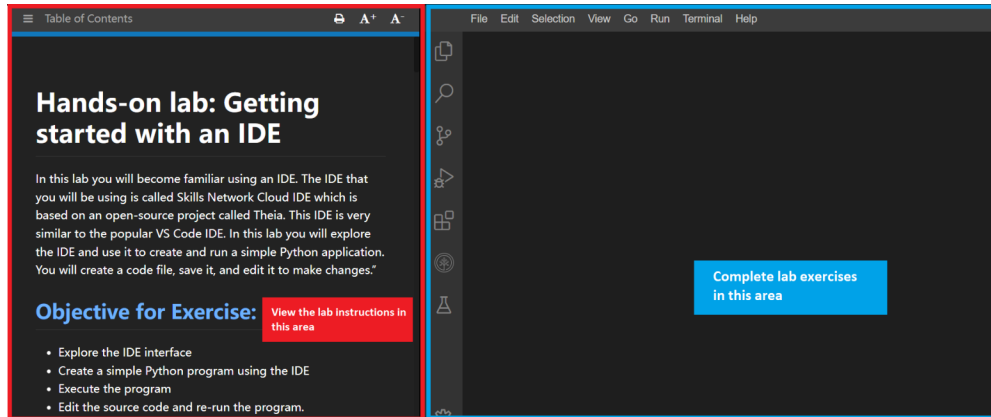 Table of Contents
A+ A-
Hands-on lab: Getting
started with an IDE
In this lab you will become familiar using an IDE. The IDE that
you will be using is called Skills Network Cloud IDE which is
based on an open-source project called Theia. This IDE is very
similar to the popular VS Code IDE. In this lab you will explore
the IDE and use it to create and run a simple Python application.
You will create a code file, save it, and edit it to make changes.”
Objective for Exercise:
View the lab instructions in
this area
• Explore the IDE interface
• Create a simple Python program using the IDE
• Execute the program
• Edit the source code and re-run the program.
File Edit Selection View Go Run Terminal Help
Complete lab exercises
in this area